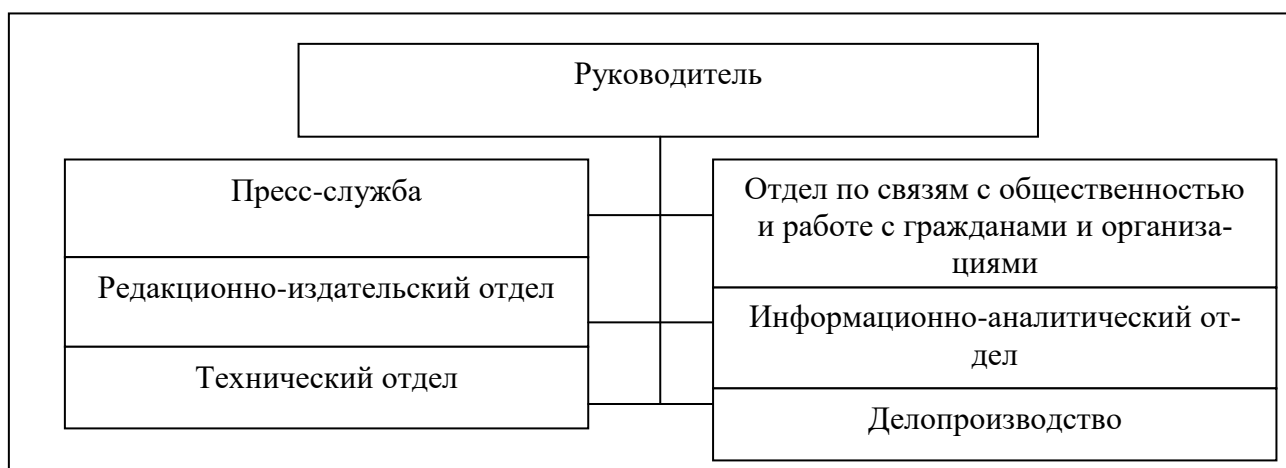 Руководитель
Пресс-служба
Редакционно-издательский отдел
Технический отдел
Отдел по связям с общественностью
и работе с гражданами и организа-
циями
Информационно-аналитический от-
дел
Делопроизводство